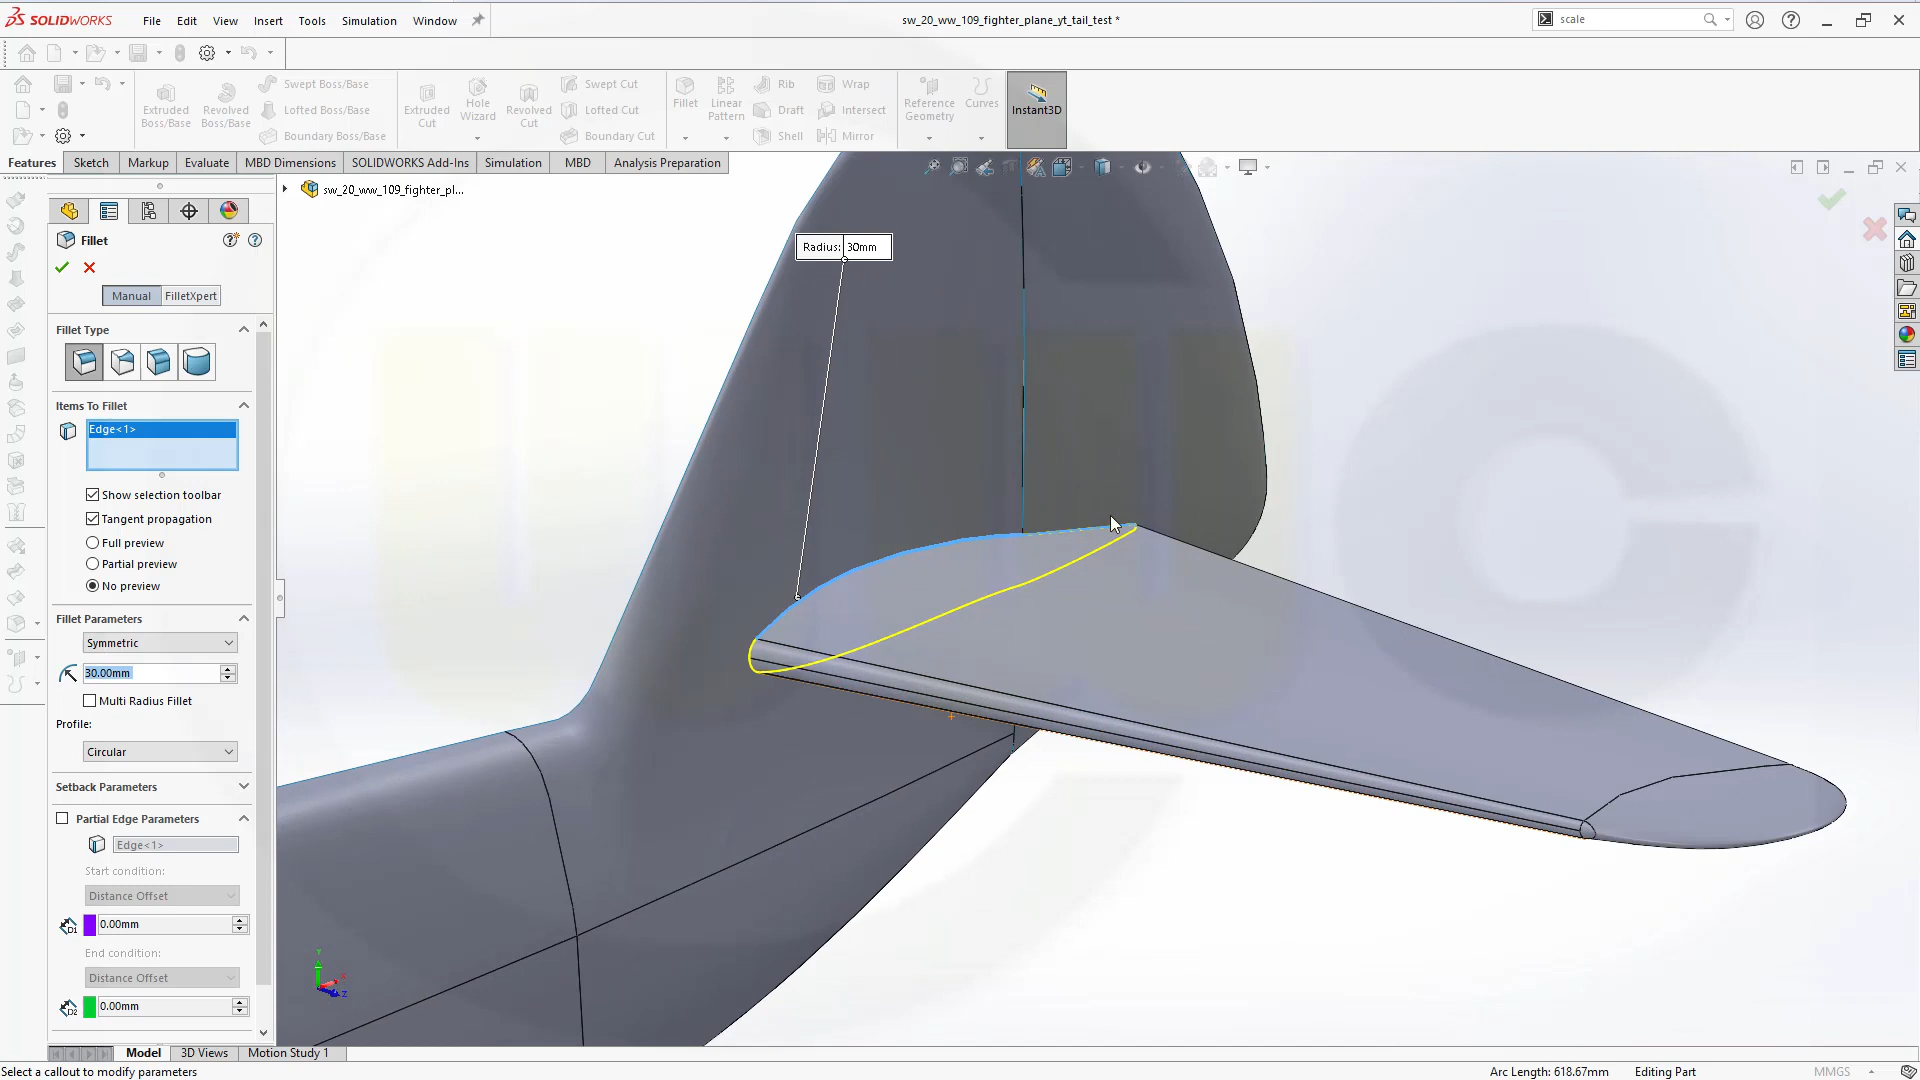 SOLIDWORKS File Edit View Insert Tools Simulation Window sw_20_ww_109_fighter_plane_yt_tail_test * scale
Extruded Boss/Base Revolved Boss/Base Swept Boss/Base Lofted Boss/Base Boundary Boss/Base Extruded Cut Hole Wizard Revolved Cut Swept Cut Lofted Cut Boundary Cut Fillet Linear Pattern Rib Draft Shell Wrap Intersect Mirror Reference Geometry Curves Instant3D
Features Sketch Markup Evaluate MBD Dimensions SOLIDWORKS Add-Ins Simulation MBD Analysis Preparation
sw_20_ww_109_fighter_pl...
Fillet
Radius: 30mm
Manual FilletXpert
Fillet Type
Items To Fillet
Edge<1>
Show selection toolbar
Tangent propagation
Full preview
Partial preview
No preview
Fillet Parameters
Symmetric
30.00mm
Multi Radius Fillet
Profile:
Circular
Setback Parameters
Partial Edge Parameters
Edge<1>
Start condition:
Distance Offset
D1 0.00mm
End condition:
Distance Offset
D2 0.00mm
Y X Z
Model 3D Views Motion Study 1
Select a callout to modify parameters Arc Length: 618.67mm Editing Part MMGS